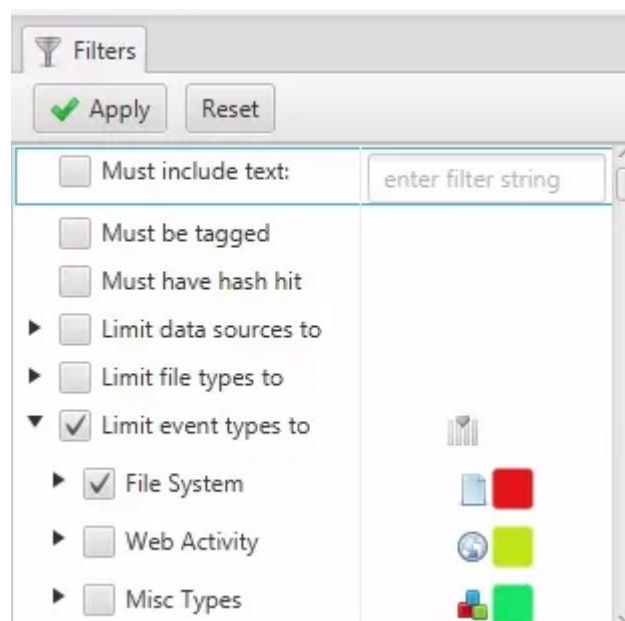 Filters
Apply Reset
Must include text: enter filter string
Must be tagged
Must have hash hit
Limit data sources to
Limit file types to
Limit event types to
File System
Web Activity
Misc Types